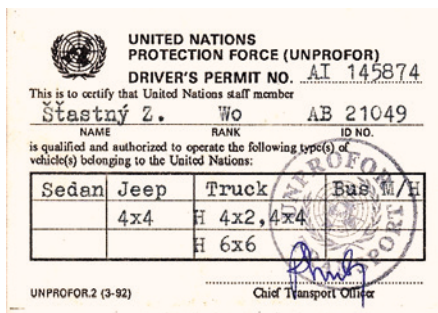 UNITED NATIONS
PROTECTION FORCE (UNPROFOR)
DRIVER'S PERMIT NO. AI 145874
This is to certify that United Nations staff member
Šťastný Z. Wo AB 21049
NAME RANK ID NO.
is qualified and authorized to operate the following type(s) of
vehicle(s) belonging to the United Nations:
Sedan Jeep Truck Bus M/H
4x4 H 4x2,4x4
H 6x6
UNPROFOR
TRANSPORT
UNPROFOR.2 (3-92) Chief Transport Officer